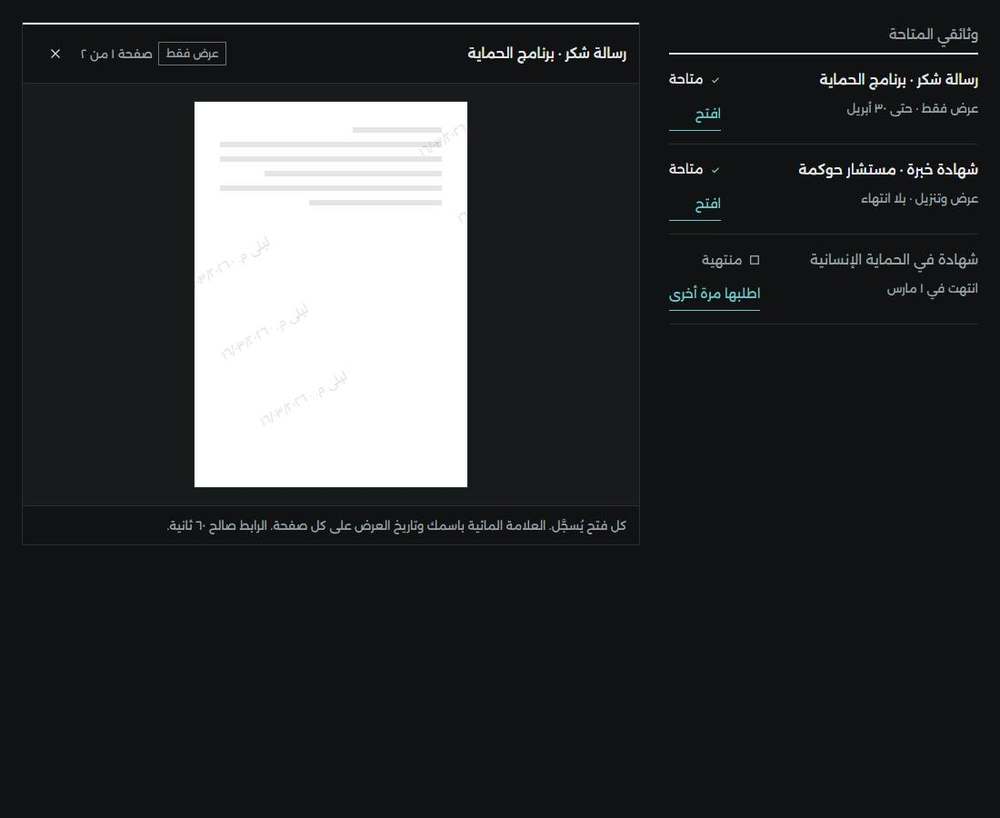 وثائقي المتاحة
رسالة شكر · برنامج الحماية
✓ متاحة
عرض فقط · حتى ٣٠ أبريل
افتح
شهادة خبرة · مستشار حوكمة
✓ متاحة
عرض وتنزيل · بلا انتهاء
افتح
شهادة في الحماية الإنسانية
منتهية
انتهت في ١ مارس
اطلبها مرة أخرى
رسالة شكر · برنامج الحماية
عرض فقط
صفحة ١ من ٢
×
ليلى م.
ليلى م.
ليلى م.
كل فتح يُسجَّل. العلامة المائية باسمك وتاريخ العرض على كل صفحة. الرابط صالح ٦٠ ثانية.